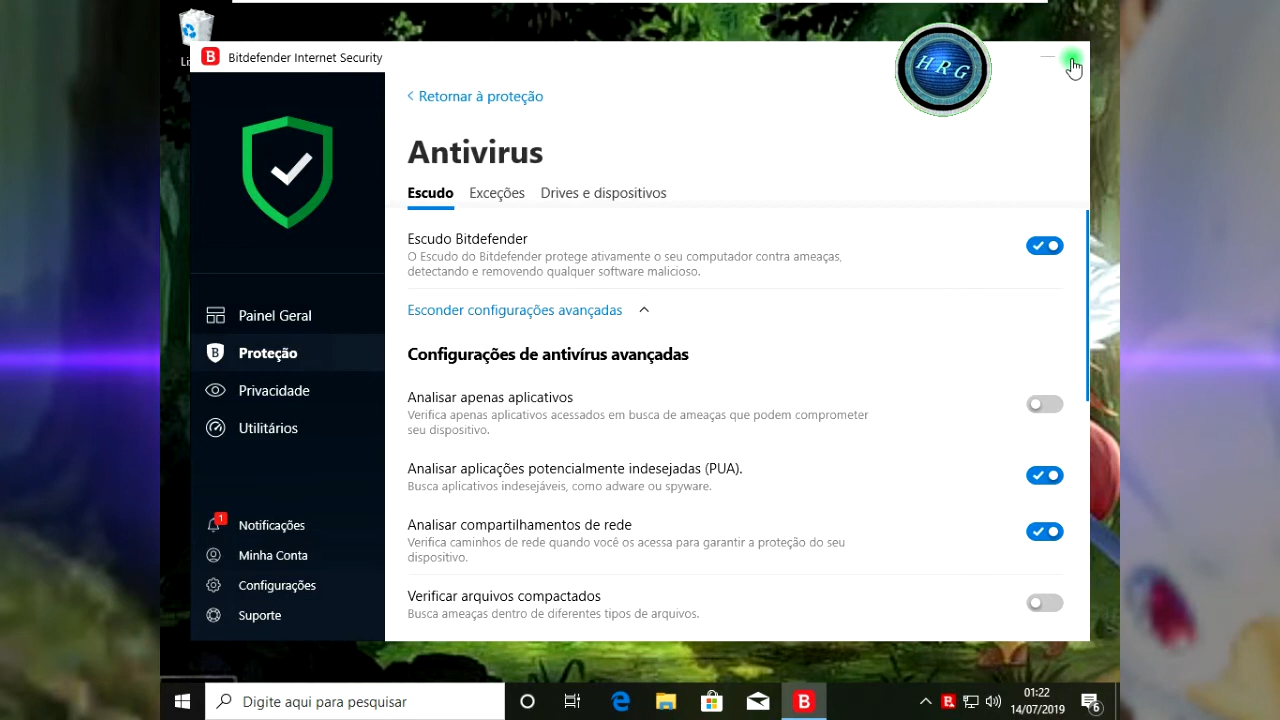 Bitdefender Internet Security
HRG
< Retornar à proteção
Antivirus
Escudo Exceções Drives e dispositivos
Escudo Bitdefender
O Escudo do Bitdefender protege ativamente o seu computador contra ameaças,
detectando e removendo qualquer software malicioso.
Esconder configurações avançadas
Configurações de antivírus avançadas
Analisar apenas aplicativos
Verifica apenas aplicativos acessados em busca de ameaças que podem comprometer
seu dispositivo.
Analisar aplicações potencialmente indesejadas (PUA).
Busca aplicativos indesejáveis, como adware ou spyware.
Analisar compartilhamentos de rede
Verifica caminhos de rede quando você os acessa para garantir a proteção do seu
dispositivo.
Verificar arquivos compactados
Busca ameaças dentro de diferentes tipos de arquivos.
Painel Geral
Proteção
Privacidade
Utilitários
1
Notificações
Minha Conta
Configurações
Suporte
Digite aqui para pesquisar
01:22
14/07/2019
6